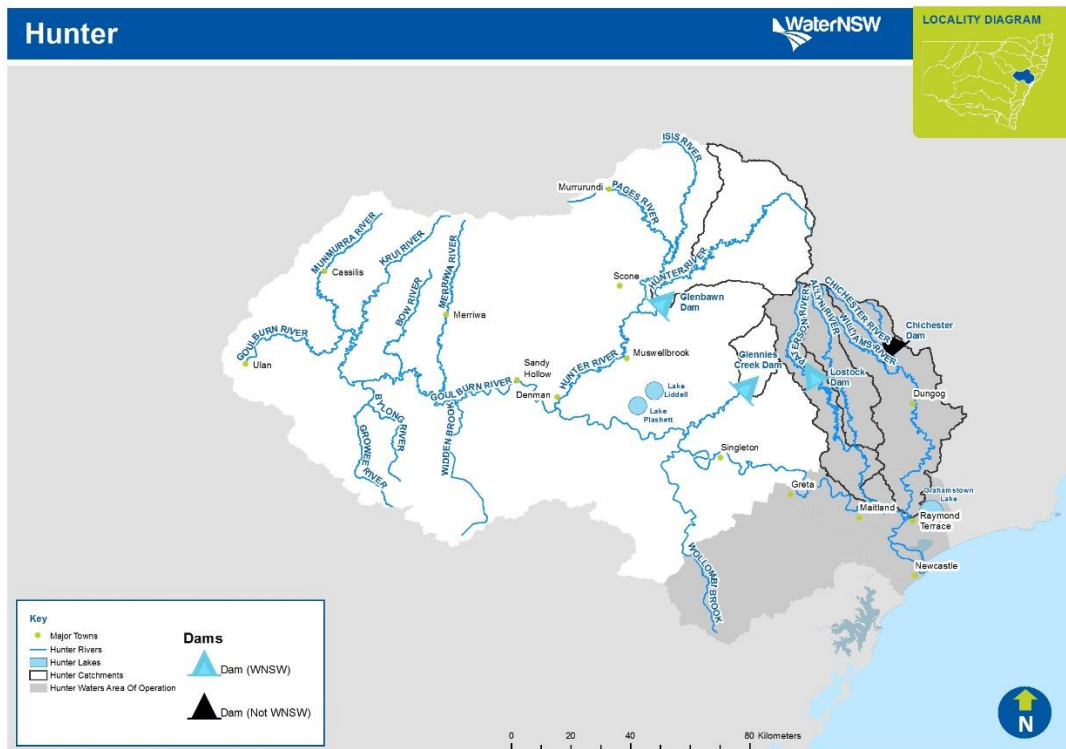 Hunter
WaterNSW
LOCALITY DIAGRAM
ISIS RIVER
Murrurundi
PAGES RIVER
MUNMURRA RIVER
KRUI RIVER
Cassilis
BOW RIVER
MERRIWA RIVER
Merriwa
Scone
HUNTER RIVER
Glenbawn
Dam
GOULBURN RIVER
Ulan
PATERSON RIVER
ALLYN RIVER
CHICHESTER RIVER
WILLIAMS RIVER
Chichester
Dam
Muswellbrook
HUNTER RIVER
Glennies
Creek Dam
Lostock
Dam
Sandy
Hollow
GOULBURN RIVER
Denman
Lake
Liddell
Lake
Plashett
Dungog
BYLONG RIVER
GROWEE RIVER
WIDDEN BROOK
Singleton
Greta
Maitland
Grahamstown
Lake
Raymond
Terrace
WOLLOMBI BROOK
Newcastle
Key
Major Towns
Hunter Rivers
Hunter Lakes
Hunter Catchments
Hunter Waters Area Of Operation
Dams
Dam (WNSW)
Dam (Not WNSW)
0 20 40 80 Kilometers
N